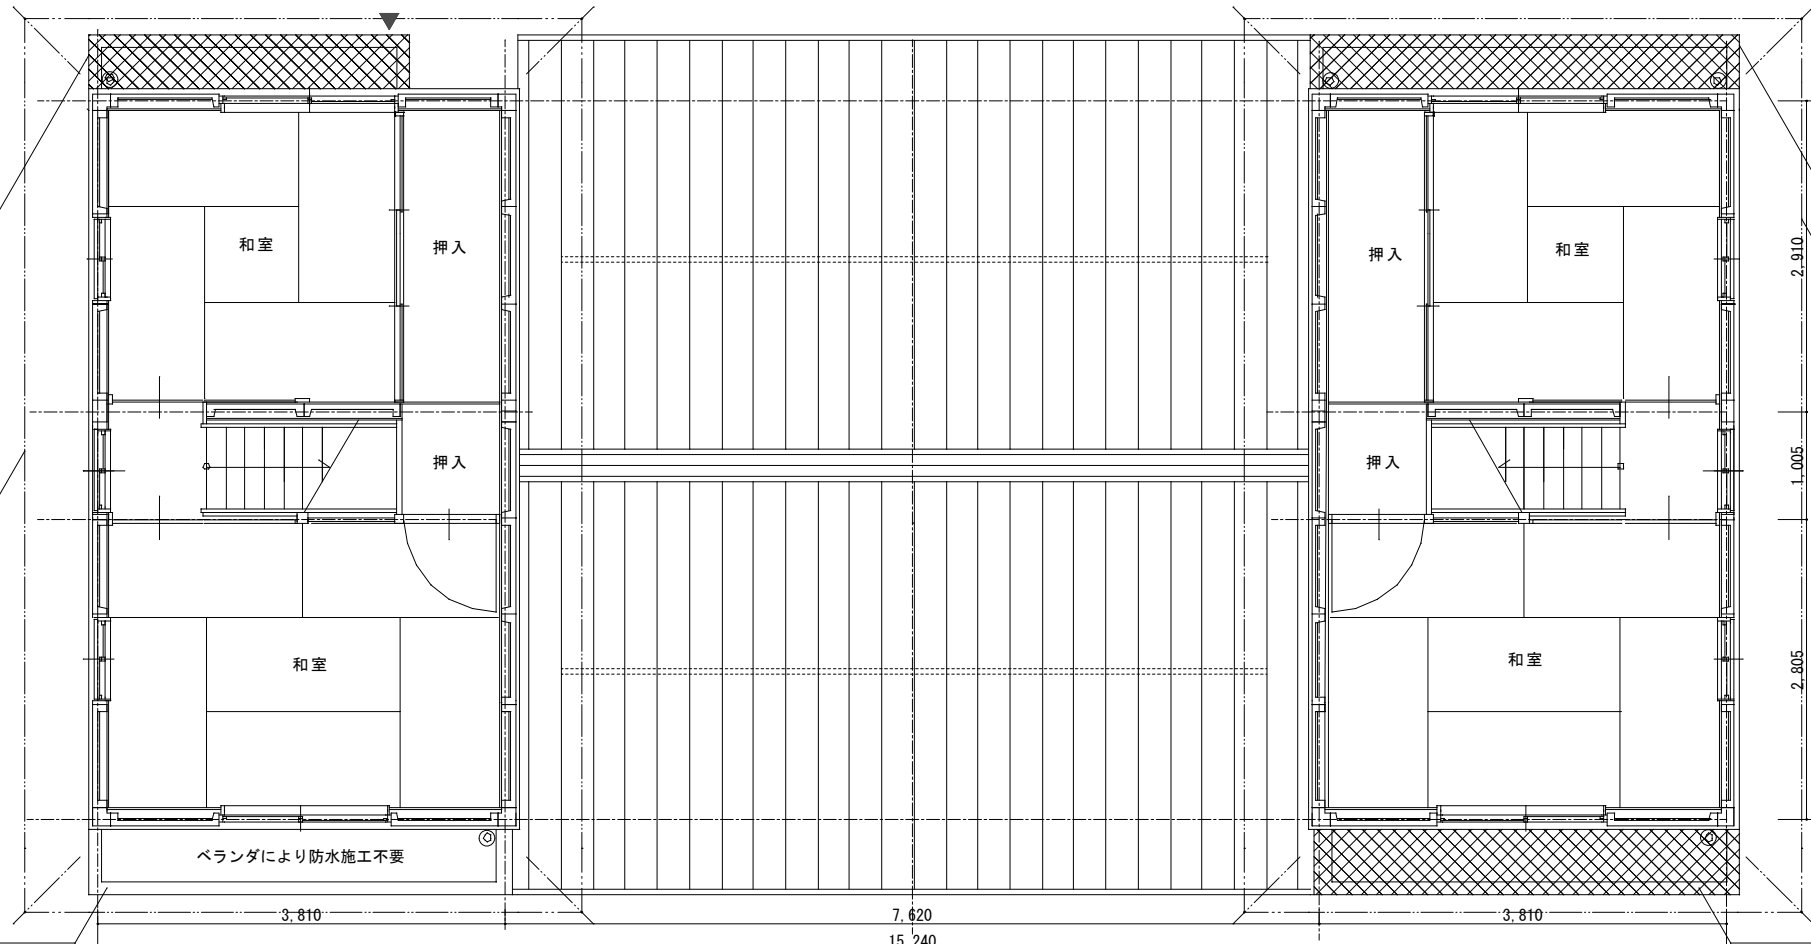 和室
押入
押入
和室
2,910
押入
押入
1,005
和室
和室
2,805
ベランダにより防水施工不要
3,810
7,620
3,810
15,240